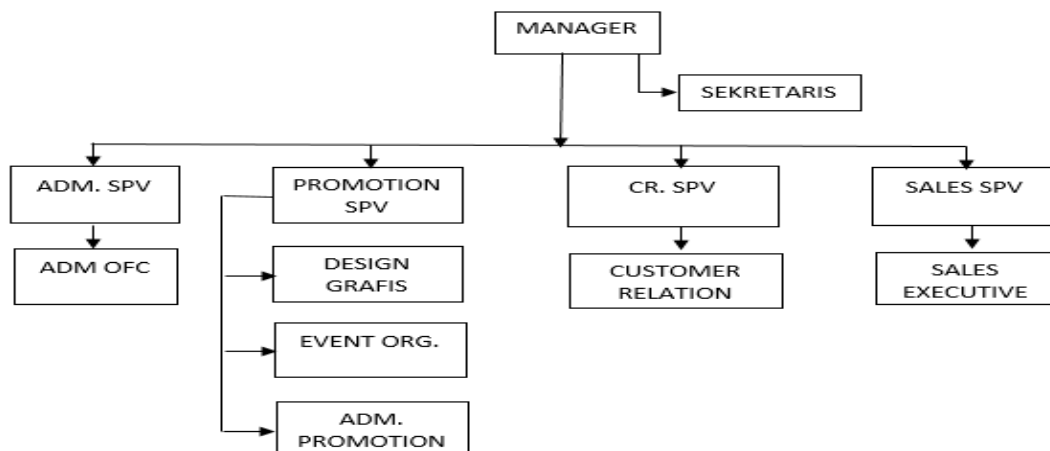 MANAGER
SEKRETARIS
ADM. SPV
PROMOTION
SPV
CR. SPV
SALES SPV
ADM OFC
DESIGN
GRAFIS
CUSTOMER
RELATION
SALES
EXECUTIVE
EVENT ORG.
ADM.
PROMOTION